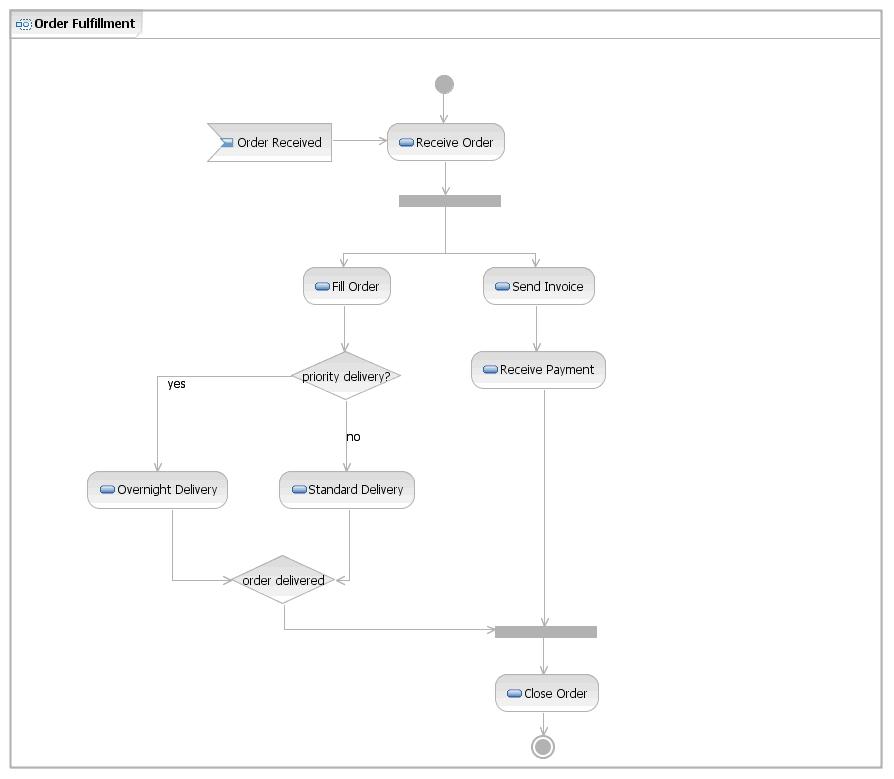 Order Fulfillment
Order Received
Receive Order
Fill Order
Send Invoice
priority delivery?
Receive Payment
yes
no
Overnight Delivery
Standard Delivery
order delivered
Close Order